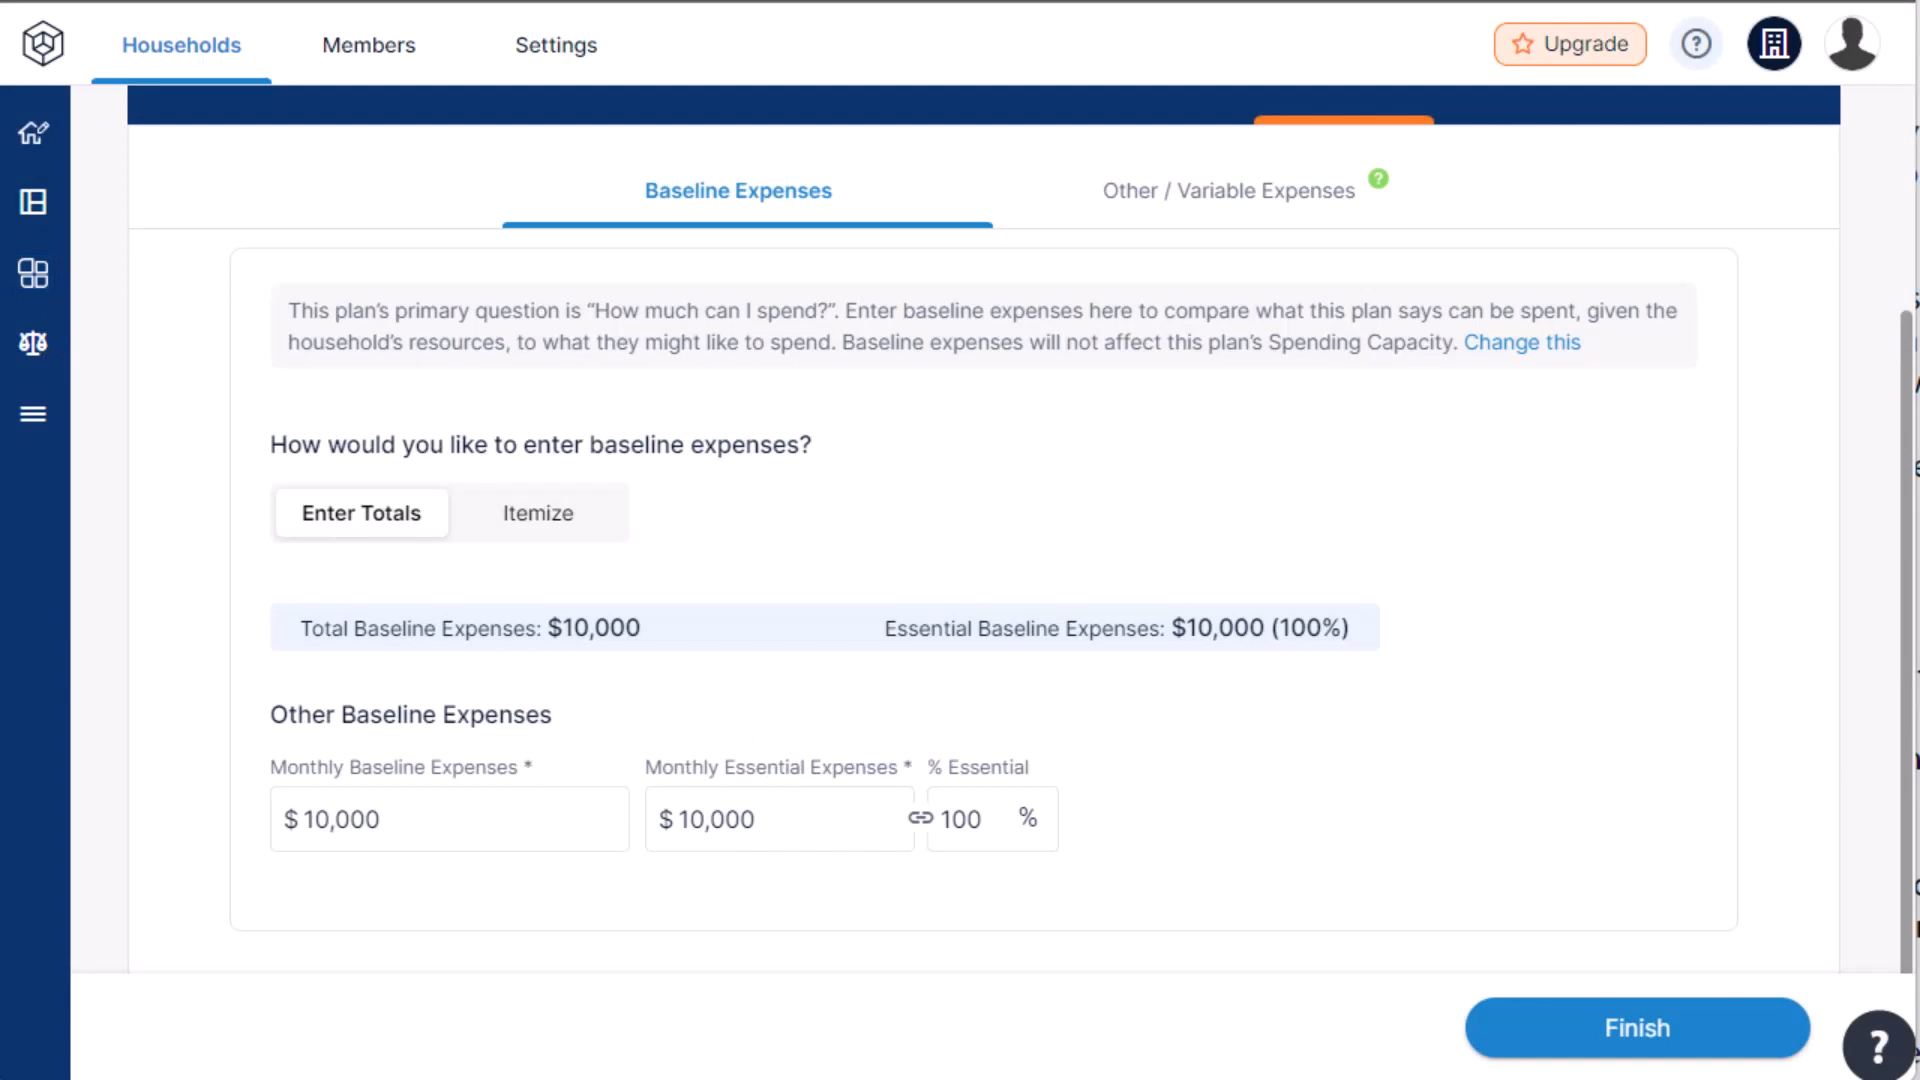 Households
Members
Settings
Upgrade
?
Baseline Expenses
Other / Variable Expenses
?
This plan's primary question is “How much can I spend?”. Enter baseline expenses here to compare what this plan says can be spent, given the
household's resources, to what they might like to spend. Baseline expenses will not affect this plan's Spending Capacity. Change this
How would you like to enter baseline expenses?
Enter Totals
Itemize
Total Baseline Expenses: $10,000
Essential Baseline Expenses: $10,000 (100%)
Other Baseline Expenses
Monthly Baseline Expenses *
Monthly Essential Expenses *
% Essential
$ 10,000
$ 10,000
100 %
Finish
?